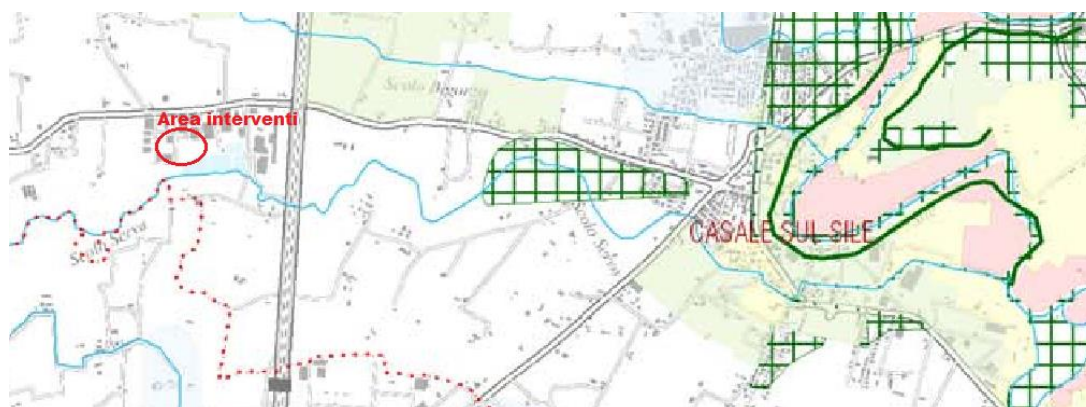 Scolo Bigonzo
Area interventi
CASALE SUL SILE
Scolo Serva
Scolo Serva